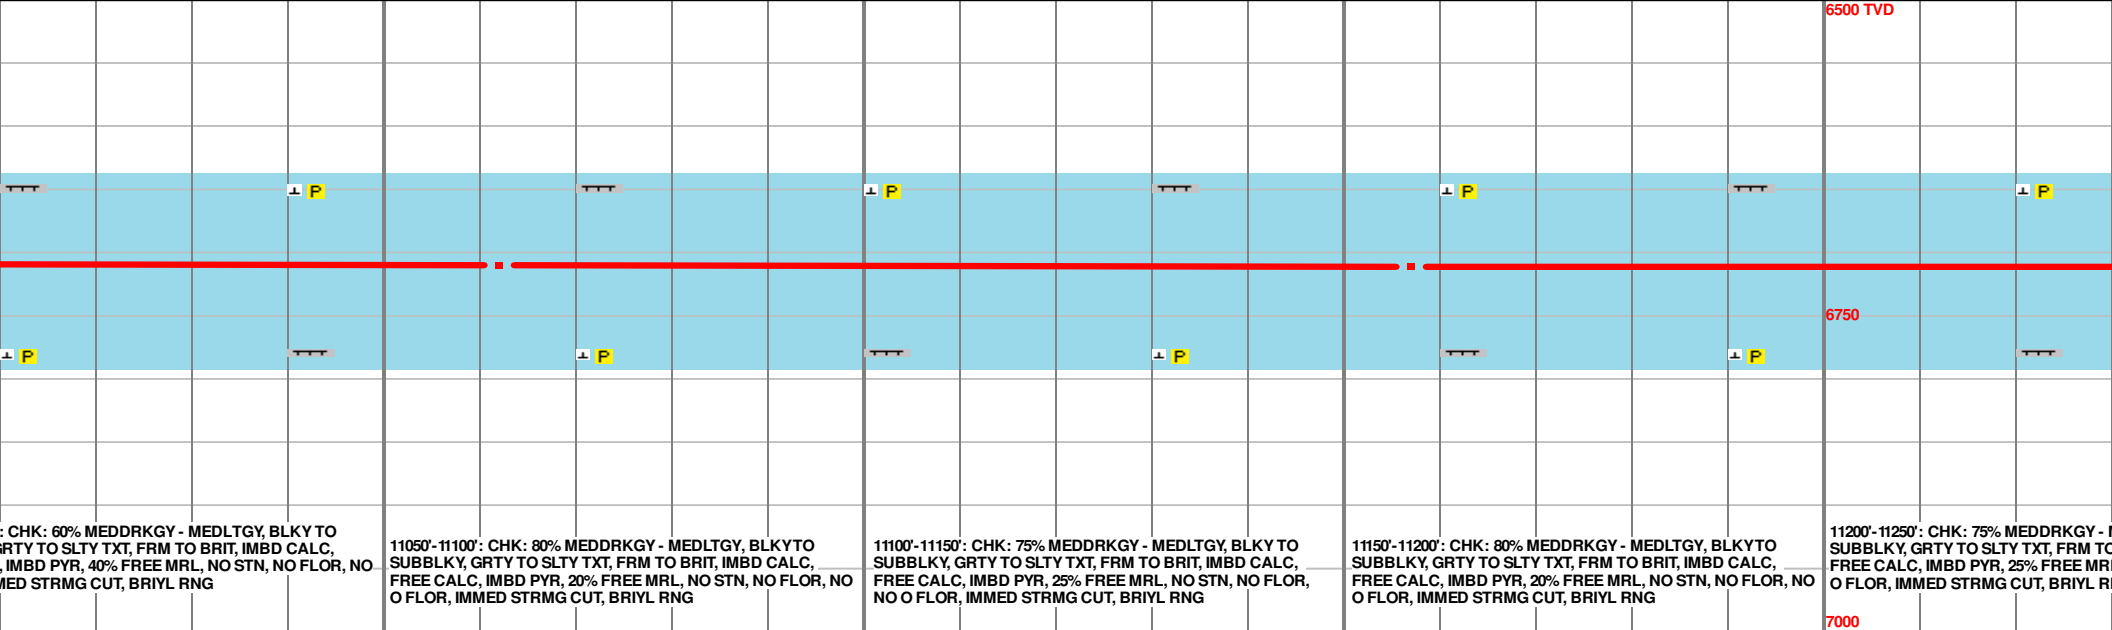 6500 TVD
P
P
P
P
6750
P
P
P
P
: CHK: 60% MEDDRKGY - MEDLTGY, BLKY TO
GRTY TO SLTY TXT, FRM TO BRIT, IMBD CALC,
, IMBD PYR, 40% FREE MRL, NO STN, NO FLOR, NO
MED STRMG CUT, BRIYL RNG
11050'-11100': CHK: 80% MEDDRKGY - MEDLTGY, BLKY TO
SUBBLKY, GRTY TO SLTY TXT, FRM TO BRIT, IMBD CALC,
FREE CALC, IMBD PYR, 20% FREE MRL, NO STN, NO FLOR, NO
O FLOR, IMMED STRMG CUT, BRIYL RNG
11100'-11150': CHK: 75% MEDDRKGY - MEDLTGY, BLKY TO
SUBBLKY, GRTY TO SLTY TXT, FRM TO BRIT, IMBD CALC,
FREE CALC, IMBD PYR, 25% FREE MRL, NO STN, NO FLOR,
NO O FLOR, IMMED STRMG CUT, BRIYL RNG
11150'-11200': CHK: 80% MEDDRKGY - MEDLTGY, BLKY TO
SUBBLKY, GRTY TO SLTY TXT, FRM TO BRIT, IMBD CALC,
FREE CALC, IMBD PYR, 20% FREE MRL, NO STN, NO FLOR, NO
O FLOR, IMMED STRMG CUT, BRIYL RNG
11200'-11250': CHK: 75% MEDDRKGY -
SUBBLKY, GRTY TO SLTY TXT, FRM TO
FREE CALC, IMBD PYR, 25% FREE MRL
O FLOR, IMMED STRMG CUT, BRIYL
7000